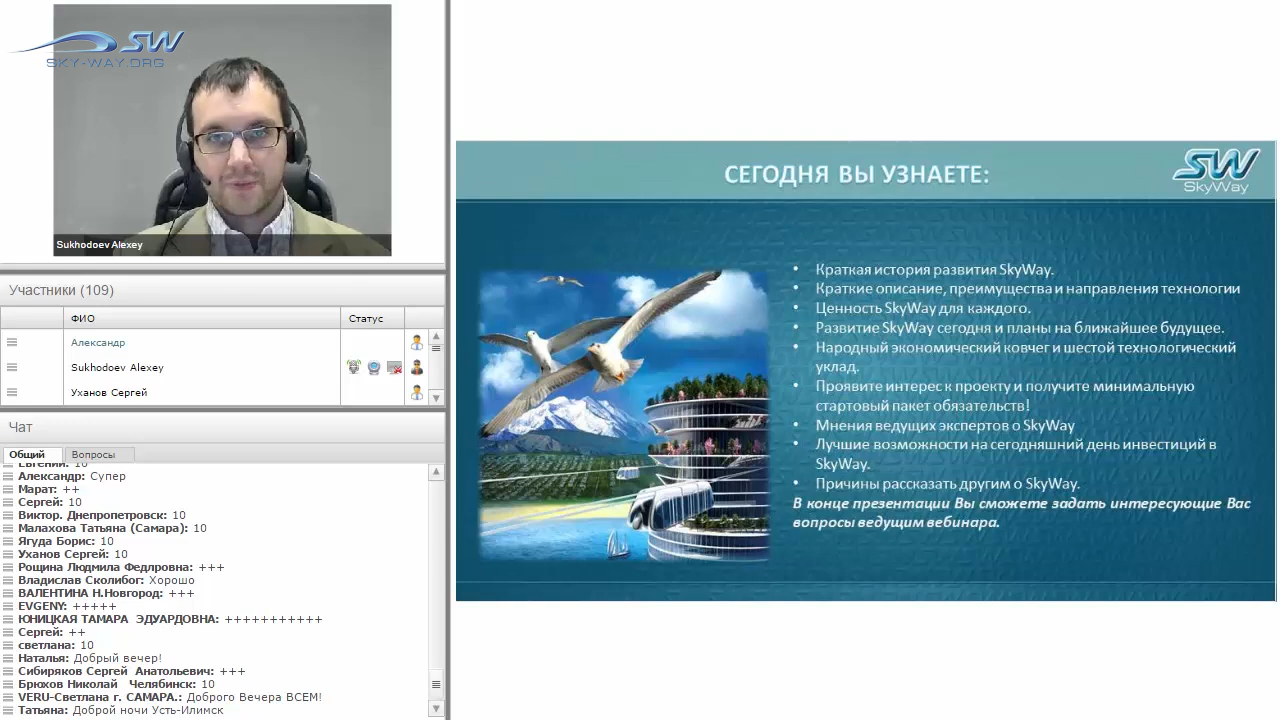 SW
SKY-WAY.ORG
Sukhodoev Alexey
Участники (109)
ФИО
Статус
Александр
Sukhodoev Alexey
Уханов Сергей
Чат
Общий
Вопросы
Евгений: 10
Александр: Супер
Марат: ++
Сергей: 10
Виктор. Днепропетровск: 10
Малахова Татьяна (Самара): 10
Ягуда Борис: 10
Уханов Сергей: 10
Рощина Людмила Федлровна: +++
Владислав Сколибог: Хорошо
ВАЛЕНТИНА Н.Новгород: +++
EVGENY: +++++
ЮНИЦКАЯ ТАМАРА ЭДУАРДОВНА: +++++++++++
Сергей: ++
светлана: 10
Наталья: Добрый вечер!
Сибиряков Сергей Анатольевич: +++
Брюхов Николай Челябинск: 10
VERU-Светлана г. САМАРА.: Доброго Вечера ВСЕМ!
Татьяна: Доброй ночи Усть-Илимск
СЕГОДНЯ ВЫ УЗНАЕТЕ:
SW
SkyWay
• Краткая история развития SkyWay.
• Краткие описание, преимущества и направления технологии
• Ценность SkyWay для каждого.
• Развитие SkyWay сегодня и планы на ближайшее будущее.
• Народный экономический ковчег и шестой технологический
уклад.
• Проявите интерес к проекту и получите минимальную
стартовый пакет обязательств!
• Мнения ведущих экспертов о SkyWay
• Лучшие возможности на сегодняшний день инвестиций в
SkyWay.
• Причины рассказать другим о SkyWay.
В конце презентации Вы сможете задать интересующие Вас
вопросы ведущим вебинара.